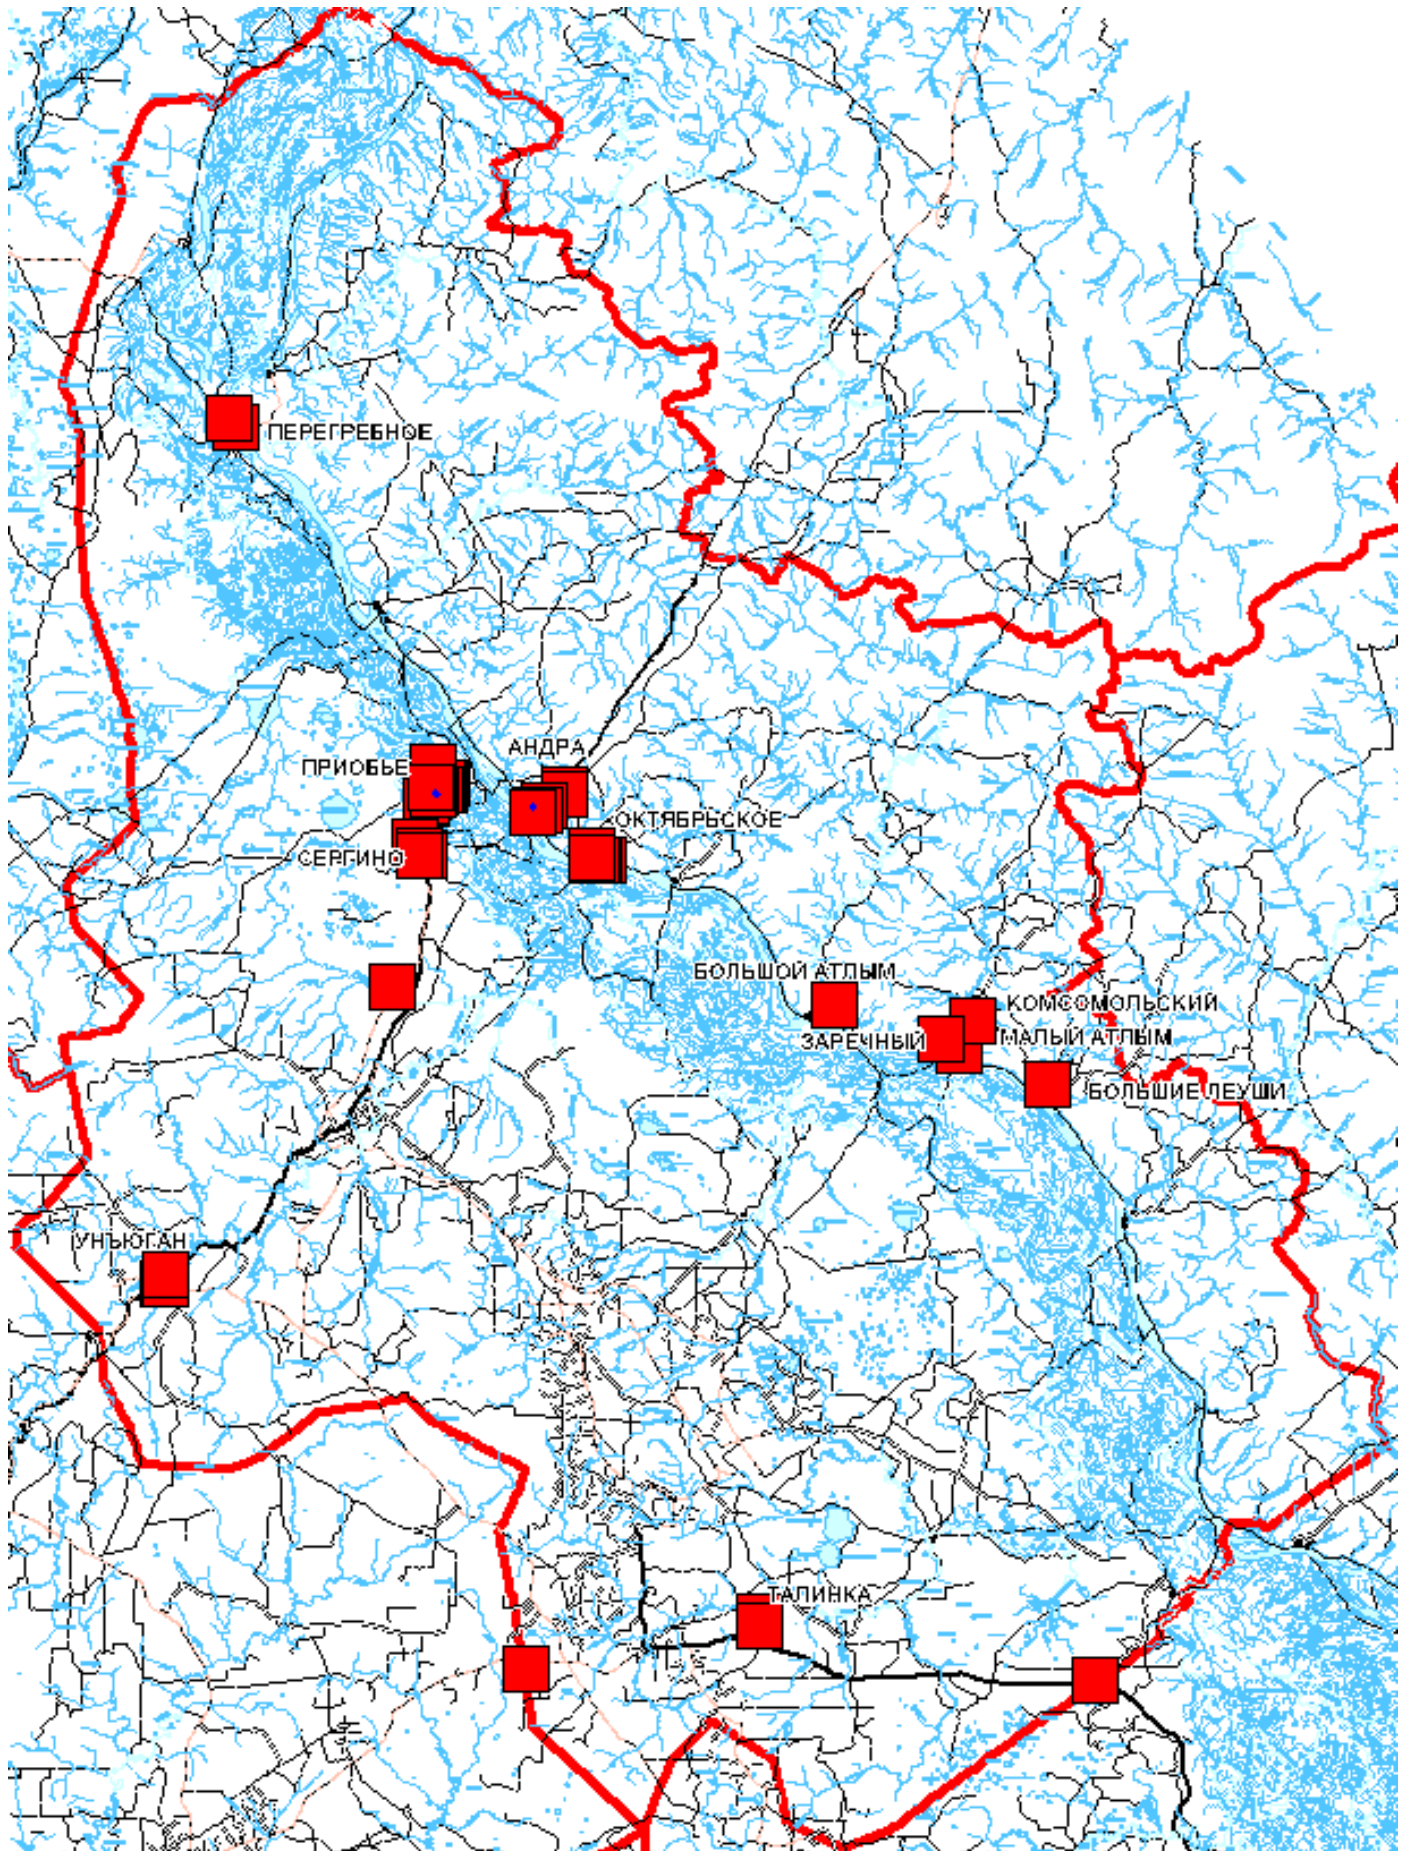 ПЕРЕГРЕБНОЕ
АНДРА
ПРИОБЬЕ
ОКТЯБРЬСКОЕ
СЕРГИНО
БОЛЬШОЙ АТЛЫМ
КОМСОМОЛЬСКИЙ
ЗАРЕЧНЫЙ
МАЛЫЙ АТЛЫМ
БОЛЬШИЕ ЛЕУШИ
УНЪЮГАН
ТАЛИНКА